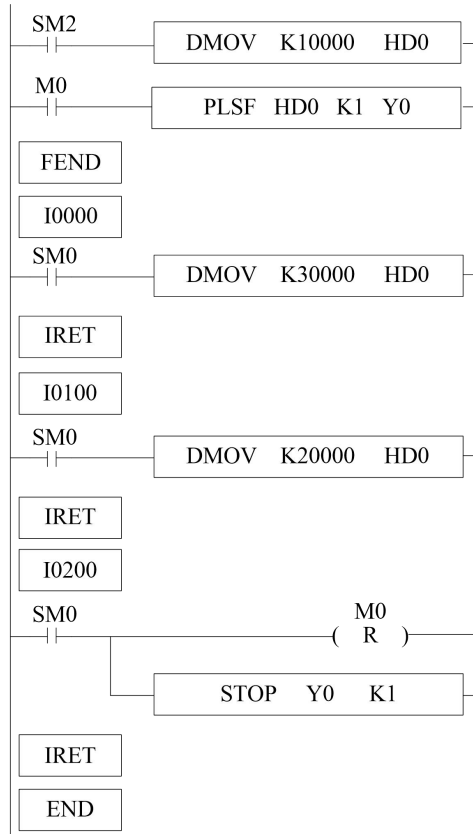 SM2
DMOV K10000 HD0
M0
PLSF HD0 K1 Y0
FEND
I0000
SM0
DMOV K30000 HD0
IRET
I0100
SM0
DMOV K20000 HD0
IRET
I0200
SM0
M0
( R )
STOP Y0 K1
IRET
END